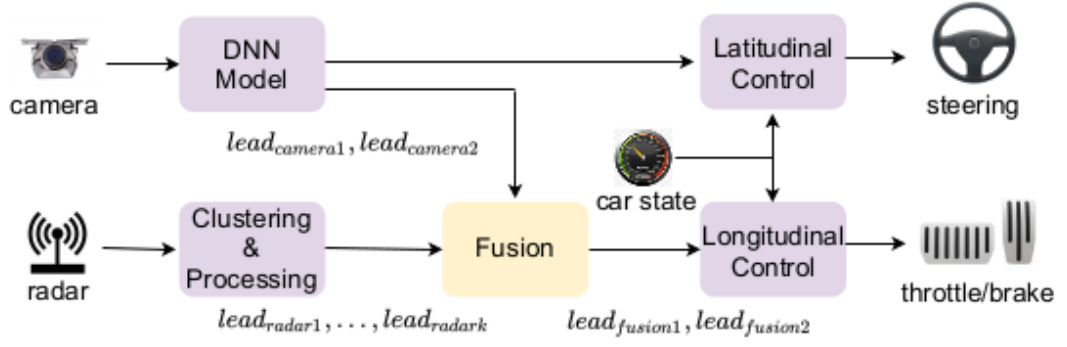 DNN
Model
Latitudinal
Control
camera
steering
lead_camera1, lead_camera2
car state
Clustering
&
Processing
Fusion
Longitudinal
Control
radar
throttle/brake
lead_radar1, ..., lead_radark
lead_fusion1, lead_fusion2